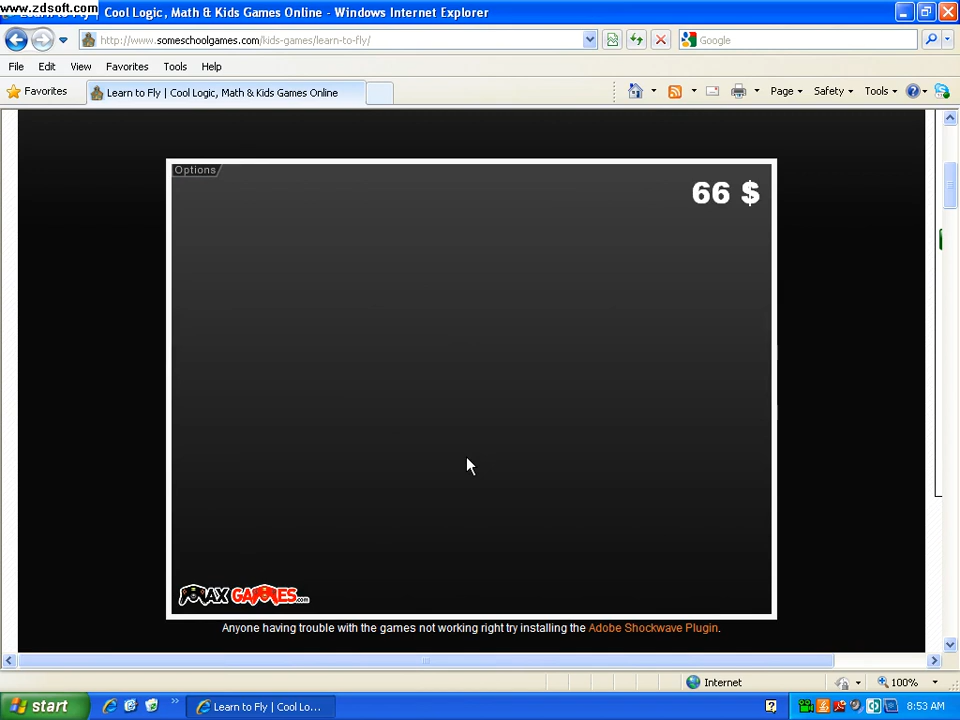 www.zdsoft.com
Cool Logic, Math & Kids Games Online - Windows Internet Explorer
http://www.someschoolgames.com/kids-games/learn-to-fly/
Google
File Edit View Favorites Tools Help
Favorites
Learn to Fly | Cool Logic, Math & Kids Games Online
Page Safety Tools
Options
66 $
MAX GAMES.com
Anyone having trouble with the games not working right try installing the Adobe Shockwave Plugin.
Internet
100%
start
Learn to Fly | Cool Lo...
8:53 AM